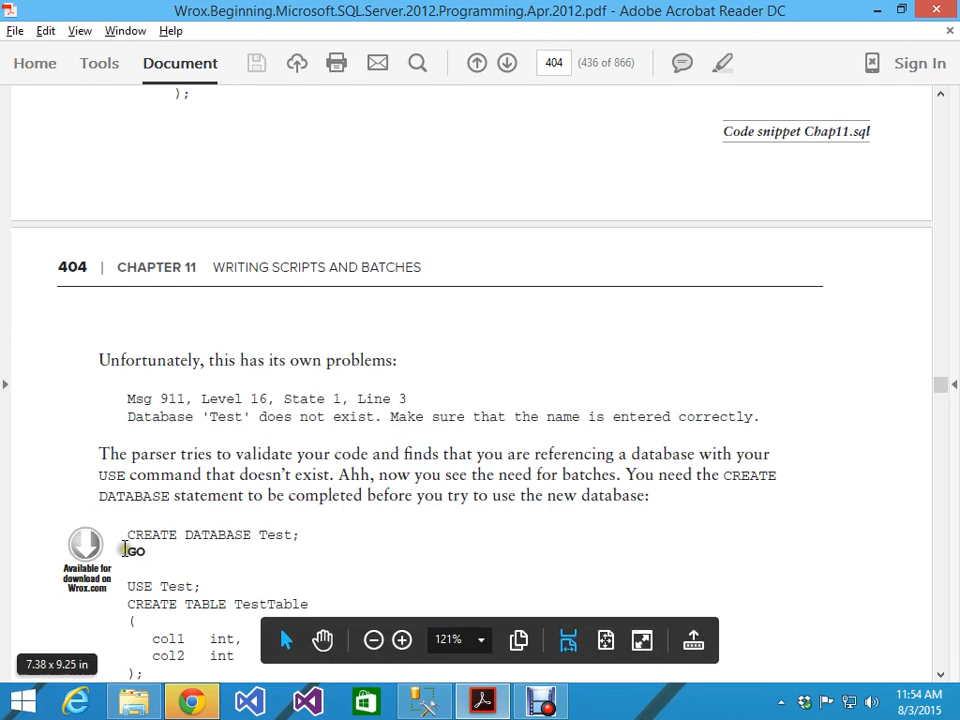 Wrox.Beginning.Microsoft.SQL.Server.2012.Programming.Apr.2012.pdf - Adobe Acrobat Reader DC
File Edit View Window Help
Home Tools Document 404 (436 of 866) Sign In
);
Code snippet Chap11.sql
404 | CHAPTER 11 WRITING SCRIPTS AND BATCHES
Unfortunately, this has its own problems:
Msg 911, Level 16, State 1, Line 3
Database 'Test' does not exist. Make sure that the name is entered correctly.
The parser tries to validate your code and finds that you are referencing a database with your
USE command that doesn't exist. Ahh, now you see the need for batches. You need the CREATE
DATABASE statement to be completed before you try to use the new database:
CREATE DATABASE Test;
GO
Available for
download on
Wrox.com
USE Test;
CREATE TABLE TestTable
(
col1 int,
col2 int
);
121%
7.38 x 9.25 in
11:54 AM
8/3/2015